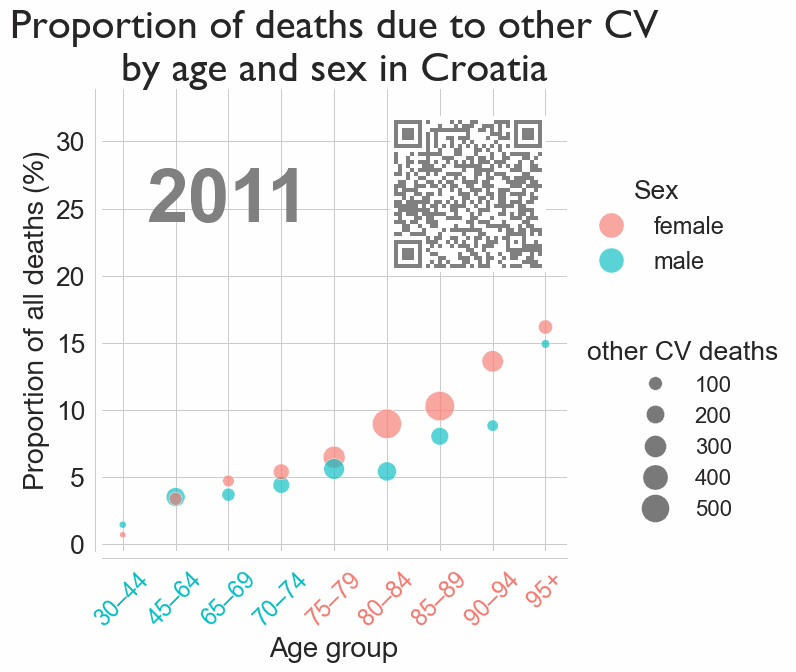 Proportion of deaths due to other CV
by age and sex in Croatia
Proportion of all deaths (%)
30
25
20
15
10
5
0
2011
30–44
45–64
65–69
70–74
75–79
80–84
85–89
90–94
95+
Age group
Sex
female
male
other CV deaths
100
200
300
400
500